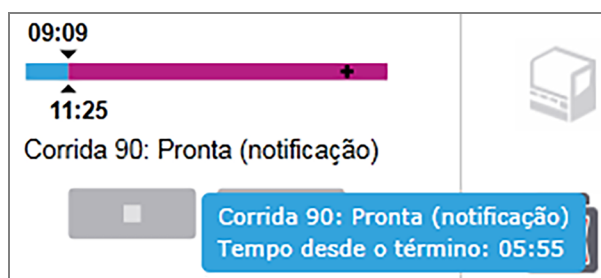 09:09
11:25
Corrida 90: Pronta (notificação)
Corrida 90: Pronta (notificação)
Tempo desde o término: 05:55